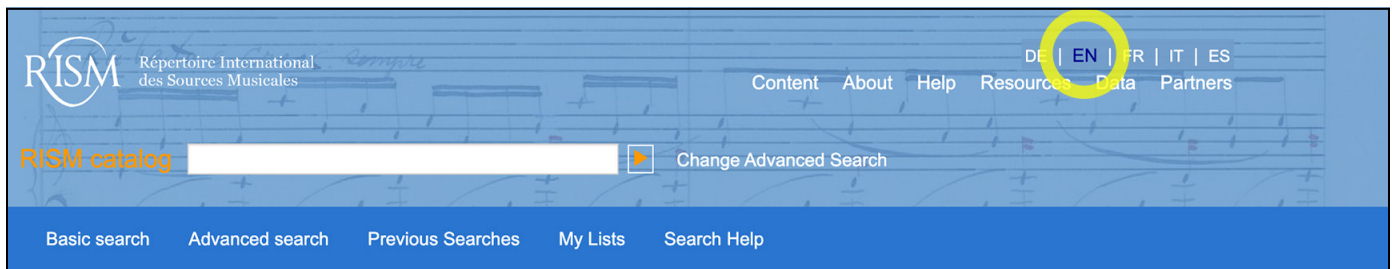 RISM Répertoire International
des Sources Musicales
DE | EN | FR | IT | ES
Content About Help Resources Data Partners
RISM catalog
Change Advanced Search
Basic search Advanced search Previous Searches My Lists Search Help